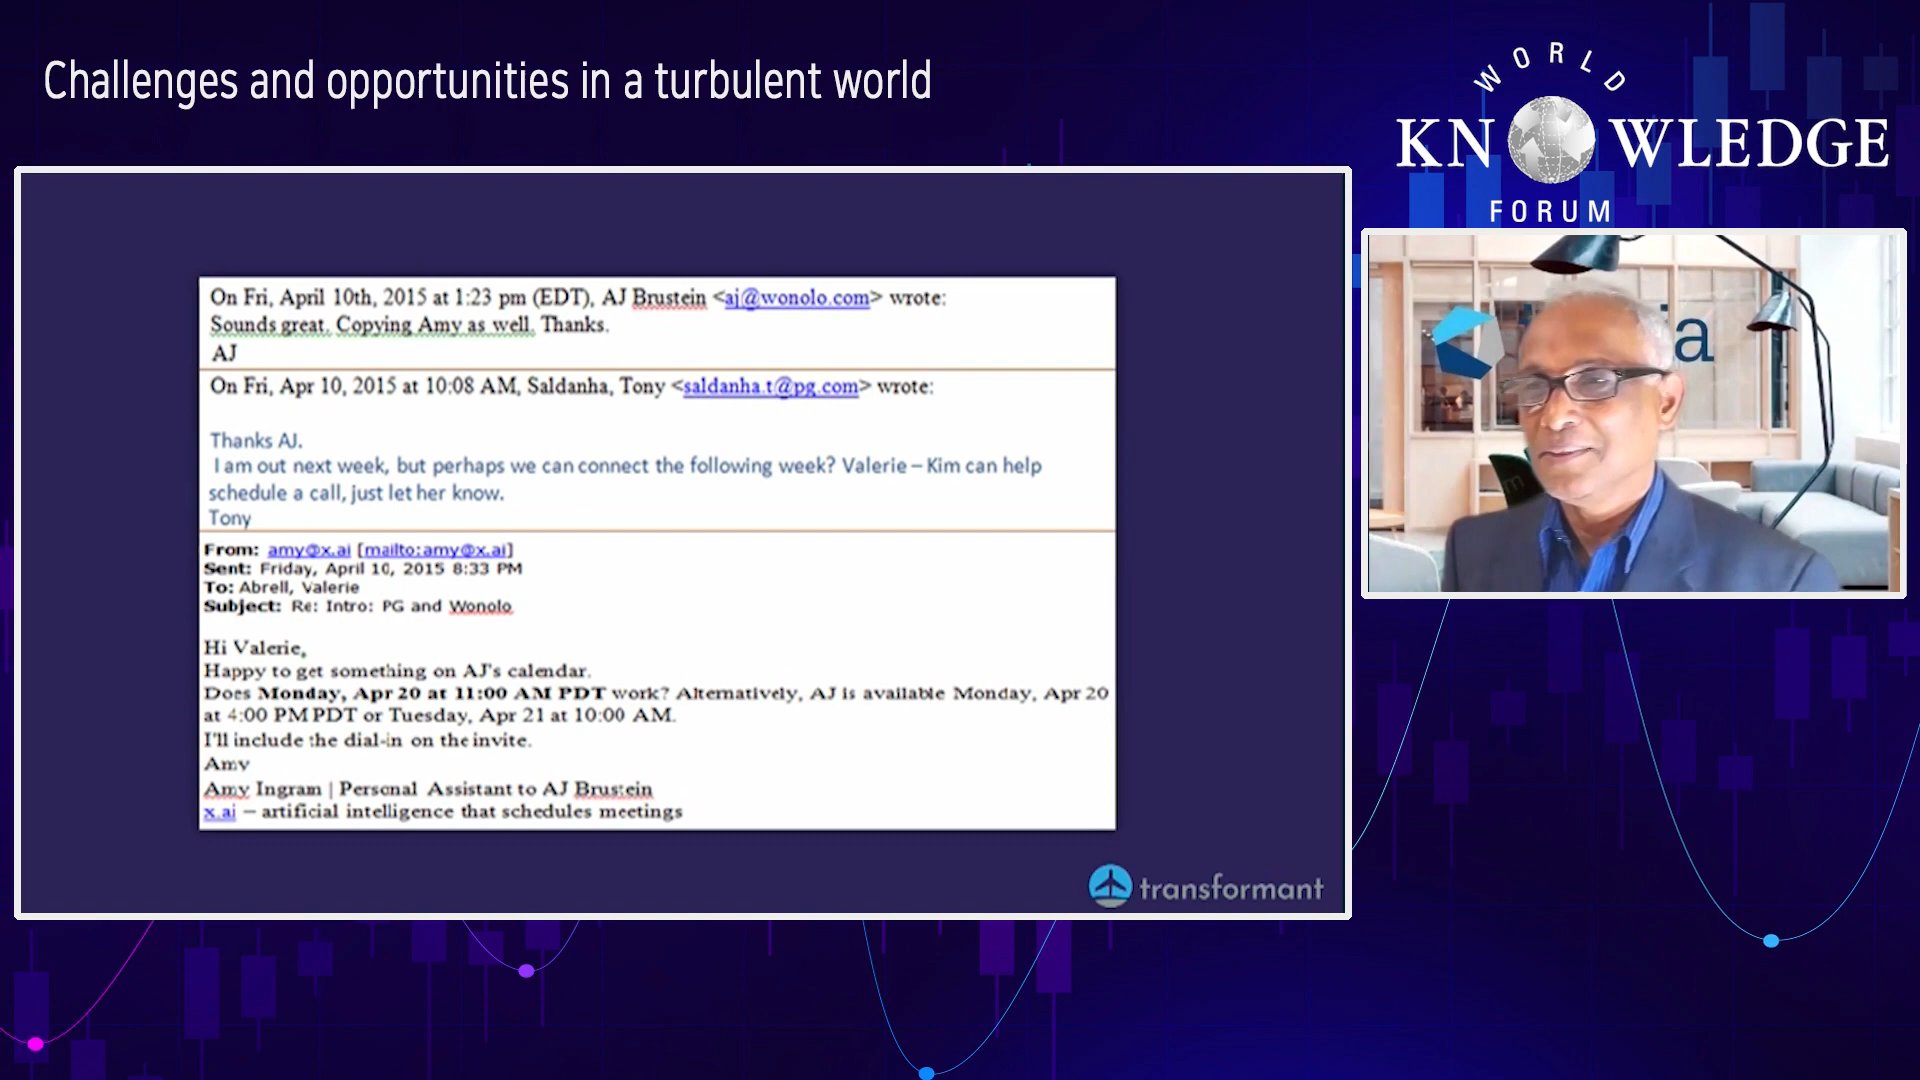 Challenges and opportunities in a turbulent world
WORLD
KNOWLEDGE
FORUM
On Fri, April 10th, 2015 at 1:23 pm (EDT), AJ Brustein <aj@wonolo.com> wrote:
Sounds great. Copying Amy as well. Thanks.
AJ
On Fri, Apr 10, 2015 at 10:08 AM, Saldanha, Tony <saldanha.t@pg.com> wrote:
Thanks AJ.
I am out next week, but perhaps we can connect the following week? Valerie – Kim can help
schedule a call, just let her know.
Tony
From: amy@x.ai [mailto:amy@x.ai]
Sent: Friday, April 10, 2015 8:33 PM
To: Abrell, Valerie
Subject: Re: Intro: PG and Wonolo
Hi Valerie,
Happy to get something on AJ's calendar.
Does Monday, Apr 20 at 11:00 AM PDT work? Alternatively, AJ is available Monday, Apr 20
at 4:00 PM PDT or Tuesday, Apr 21 at 10:00 AM.
I'll include the dial-in on the invite.
Amy
Amy Ingram | Personal Assistant to AJ Brustein
x.ai – artificial intelligence that schedules meetings
transformant